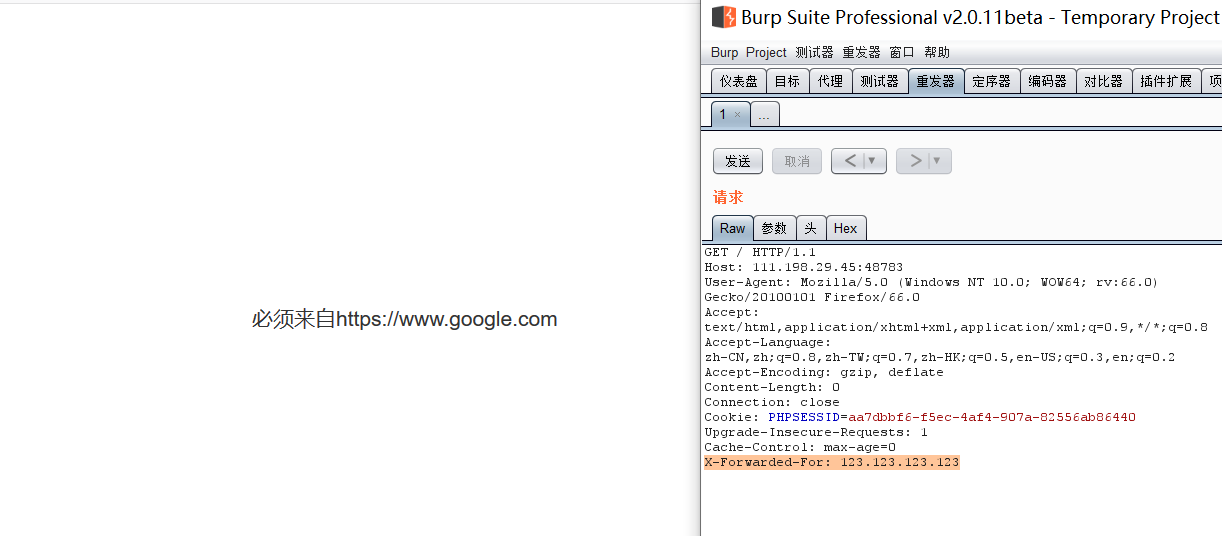 必须来自https://www.google.com
Burp Suite Professional v2.0.11beta - Temporary Project
Burp Project 测试器 重发器 窗口 帮助
仪表盘 目标 代理 测试器 重发器 定序器 编码器 对比器 插件扩展 项
1 × ...
发送 取消 < ▼ > ▼
请求
Raw 参数 头 Hex
GET / HTTP/1.1
Host: 111.198.29.45:48783
User-Agent: Mozilla/5.0 (Windows NT 10.0; WOW64; rv:66.0)
Gecko/20100101 Firefox/66.0
Accept:
text/html,application/xhtml+xml,application/xml;q=0.9,*/*;q=0.8
Accept-Language:
zh-CN,zh;q=0.8,zh-TW;q=0.7,zh-HK;q=0.5,en-US;q=0.3,en;q=0.2
Accept-Encoding: gzip, deflate
Content-Length: 0
Connection: close
Cookie: PHPSESSID=aa7dbbf6-f5ec-4af4-907a-82556ab86440
Upgrade-Insecure-Requests: 1
Cache-Control: max-age=0
X-Forwarded-For: 123.123.123.123